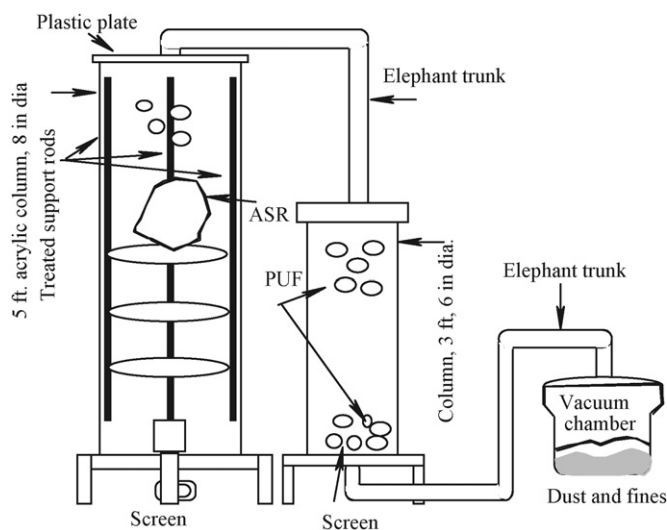 Plastic plate
Elephant trunk
5 ft. acrylic column, 8 in dia
Treated support rods
ASR
PUF
Column, 3 ft, 6 in dia.
Elephant trunk
Vacuum
chamber
Dust and fines
Screen
Screen